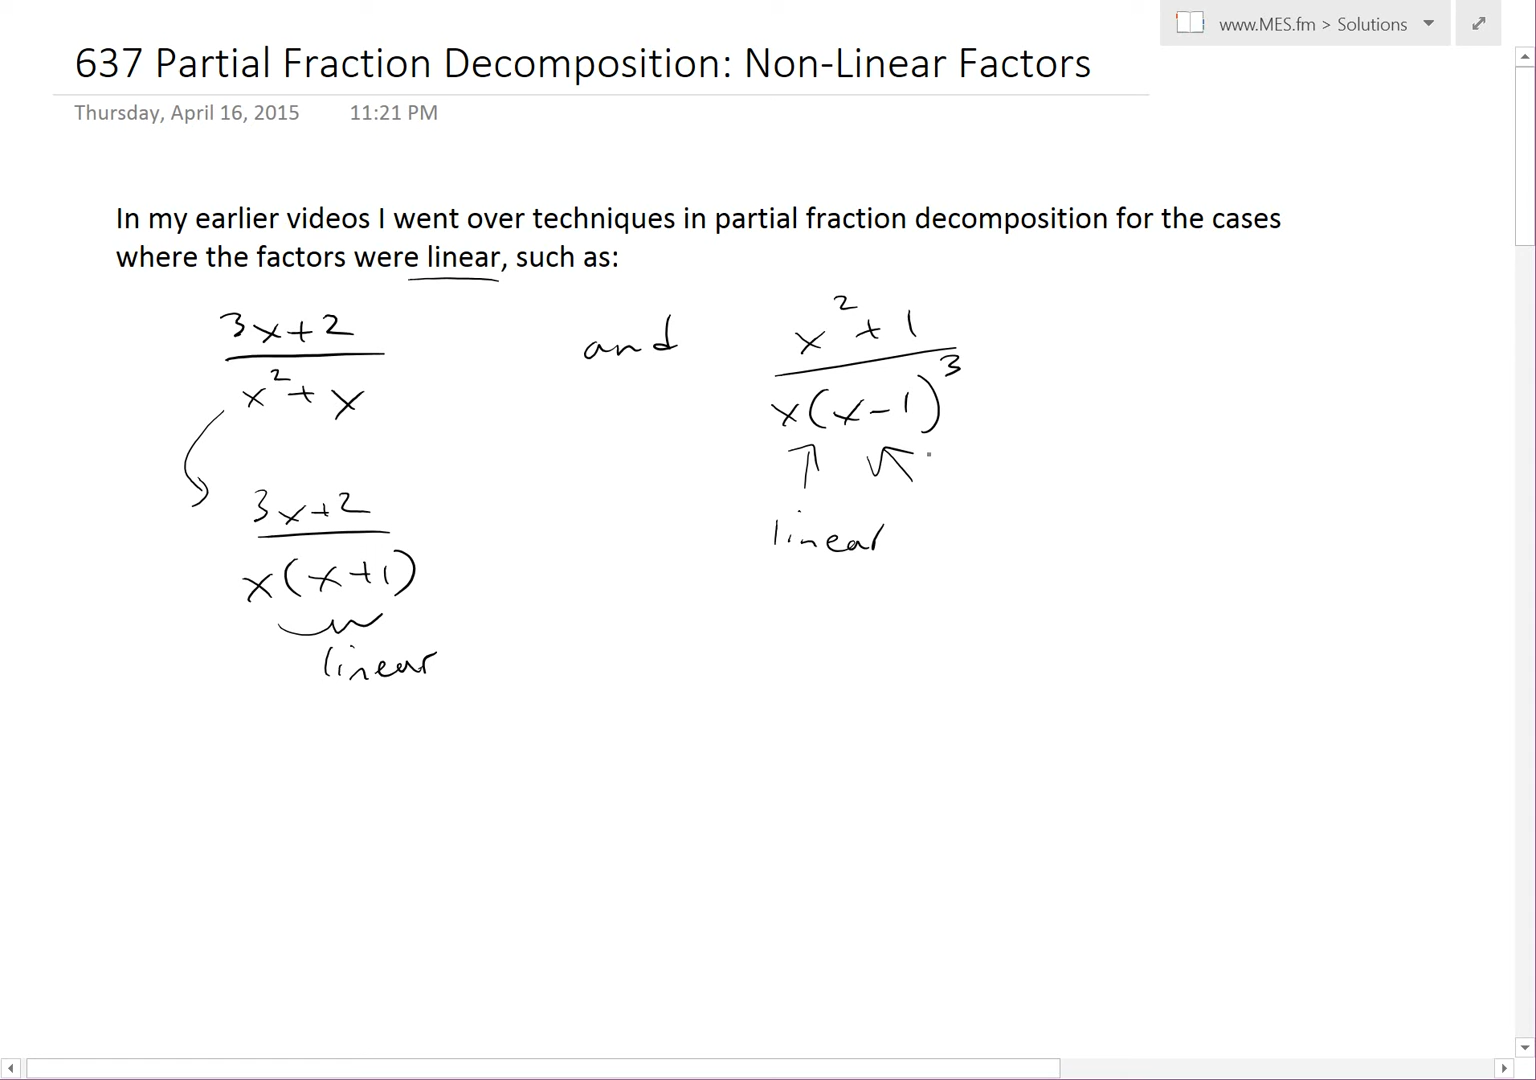 www.MES.fm > Solutions
637 Partial Fraction Decomposition: Non-Linear Factors
Thursday, April 16, 2015 11:21 PM
In my earlier videos I went over techniques in partial fraction decomposition for the cases
where the factors were linear, such as:
3x+2
x²+x
and
x²+1
x(x-1)³
linear
3x+2
x(x+1)
linear